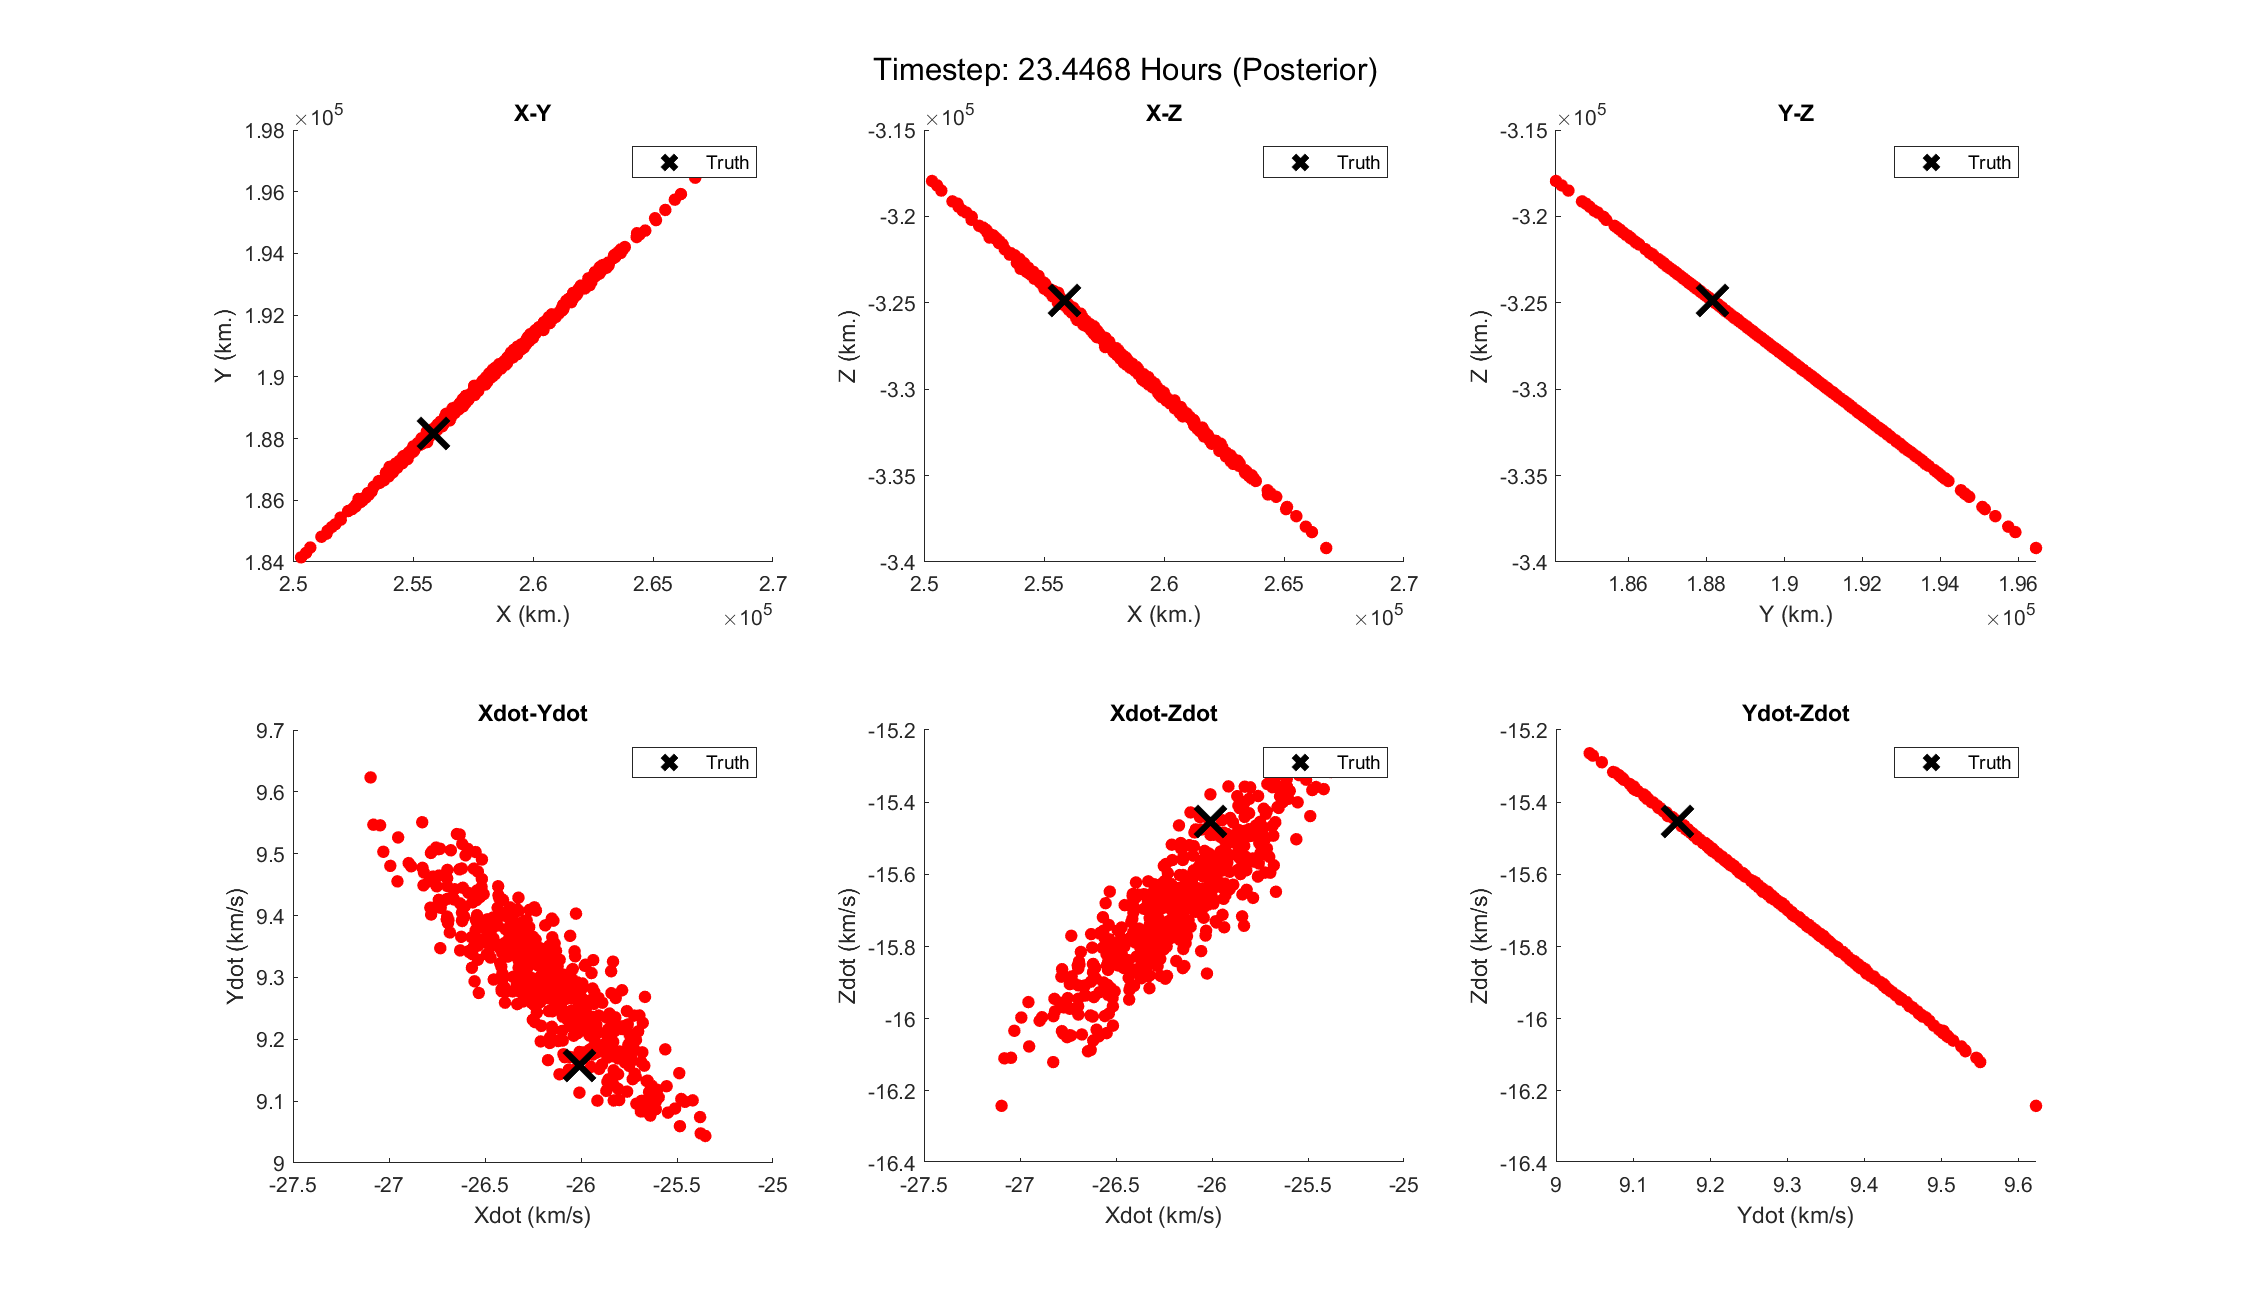 Timestep: 23.4468 Hours (Posterior)
X-Y
×10^5
1.98
1.96
1.94
1.92
1.9
1.88
1.86
1.84
Y (km.)
Truth
2.5 2.55 2.6 2.65 2.7
X (km.)
×10^5
X-Z
×10^5
-3.15
-3.2
-3.25
-3.3
-3.35
-3.4
Z (km.)
Truth
2.5 2.55 2.6 2.65 2.7
X (km.)
×10^5
Y-Z
×10^5
-3.15
-3.2
-3.25
-3.3
-3.35
-3.4
Z (km.)
Truth
1.86 1.88 1.9 1.92 1.94 1.96
Y (km.)
×10^5
Xdot-Ydot
9.7
9.6
9.5
9.4
9.3
9.2
9.1
9
Ydot (km/s)
Truth
-27.5 -27 -26.5 -26 -25.5 -25
Xdot (km/s)
Xdot-Zdot
-15.2
-15.4
-15.6
-15.8
-16
-16.2
-16.4
Zdot (km/s)
Truth
-27.5 -27 -26.5 -26 -25.5 -25
Xdot (km/s)
Ydot-Zdot
-15.2
-15.4
-15.6
-15.8
-16
-16.2
-16.4
Zdot (km/s)
Truth
9 9.1 9.2 9.3 9.4 9.5 9.6
Ydot (km/s)